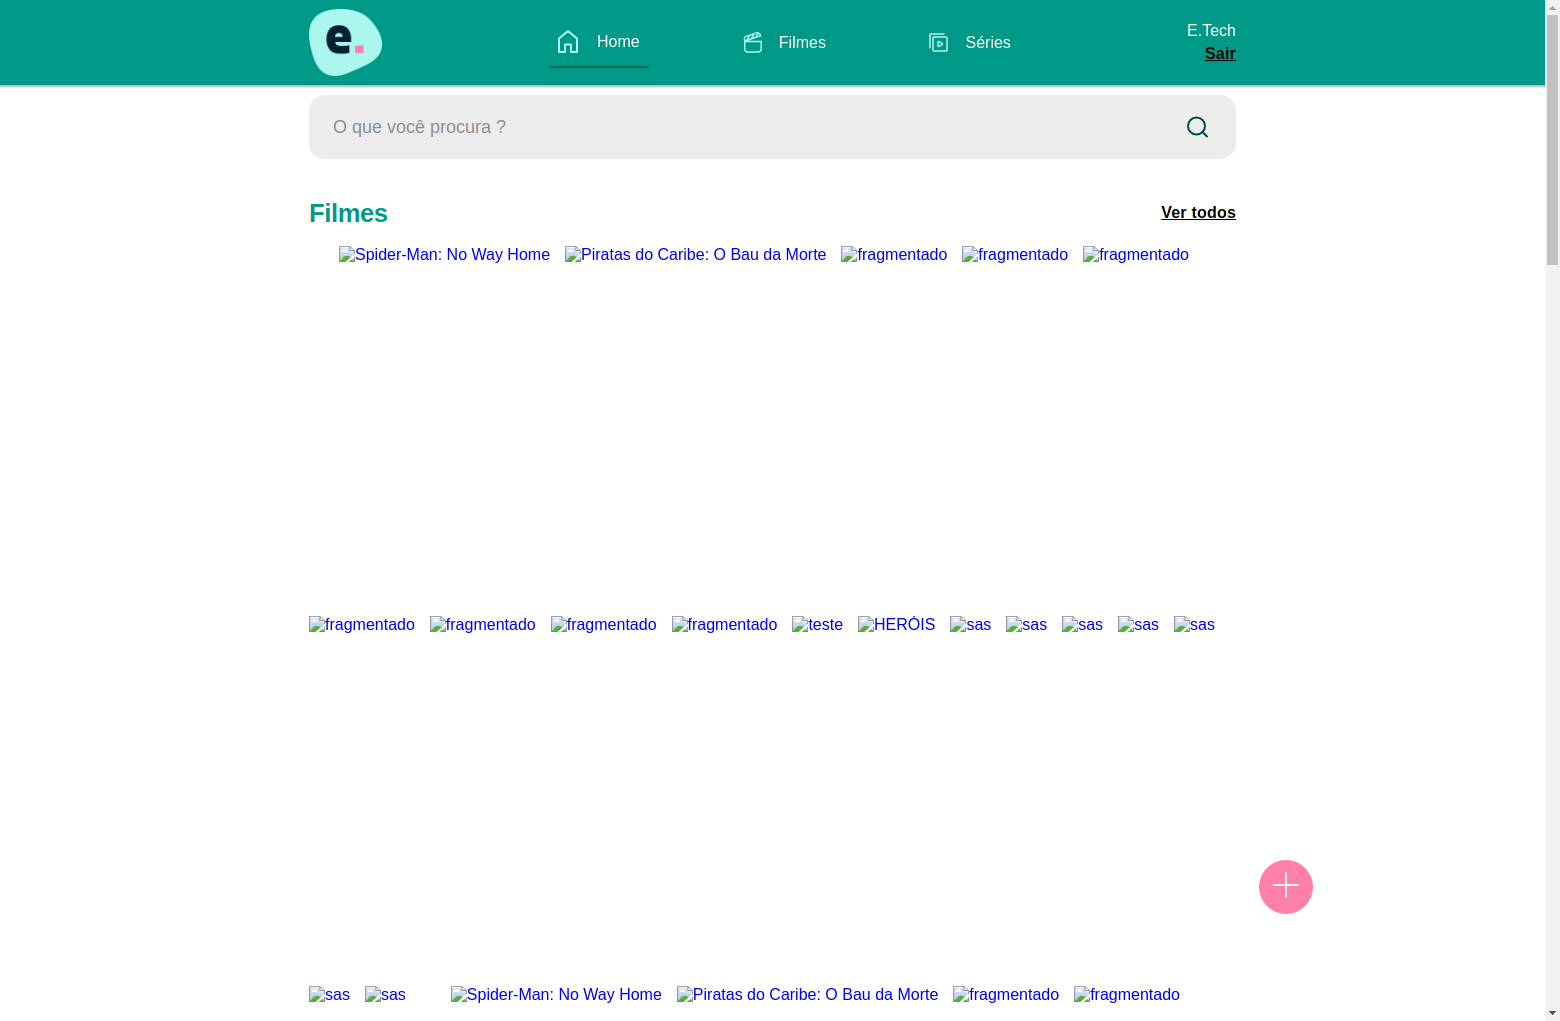 e.
Home
Filmes
Séries
E.Tech
Sair
O que você procura ?
Filmes
Ver todos
Spider-Man: No Way Home Piratas do Caribe: O Bau da Morte fragmentado fragmentado fragmentado
fragmentado fragmentado fragmentado fragmentado teste HERÓIS sas sas sas sas sas
sas sas Spider-Man: No Way Home Piratas do Caribe: O Bau da Morte fragmentado fragmentado